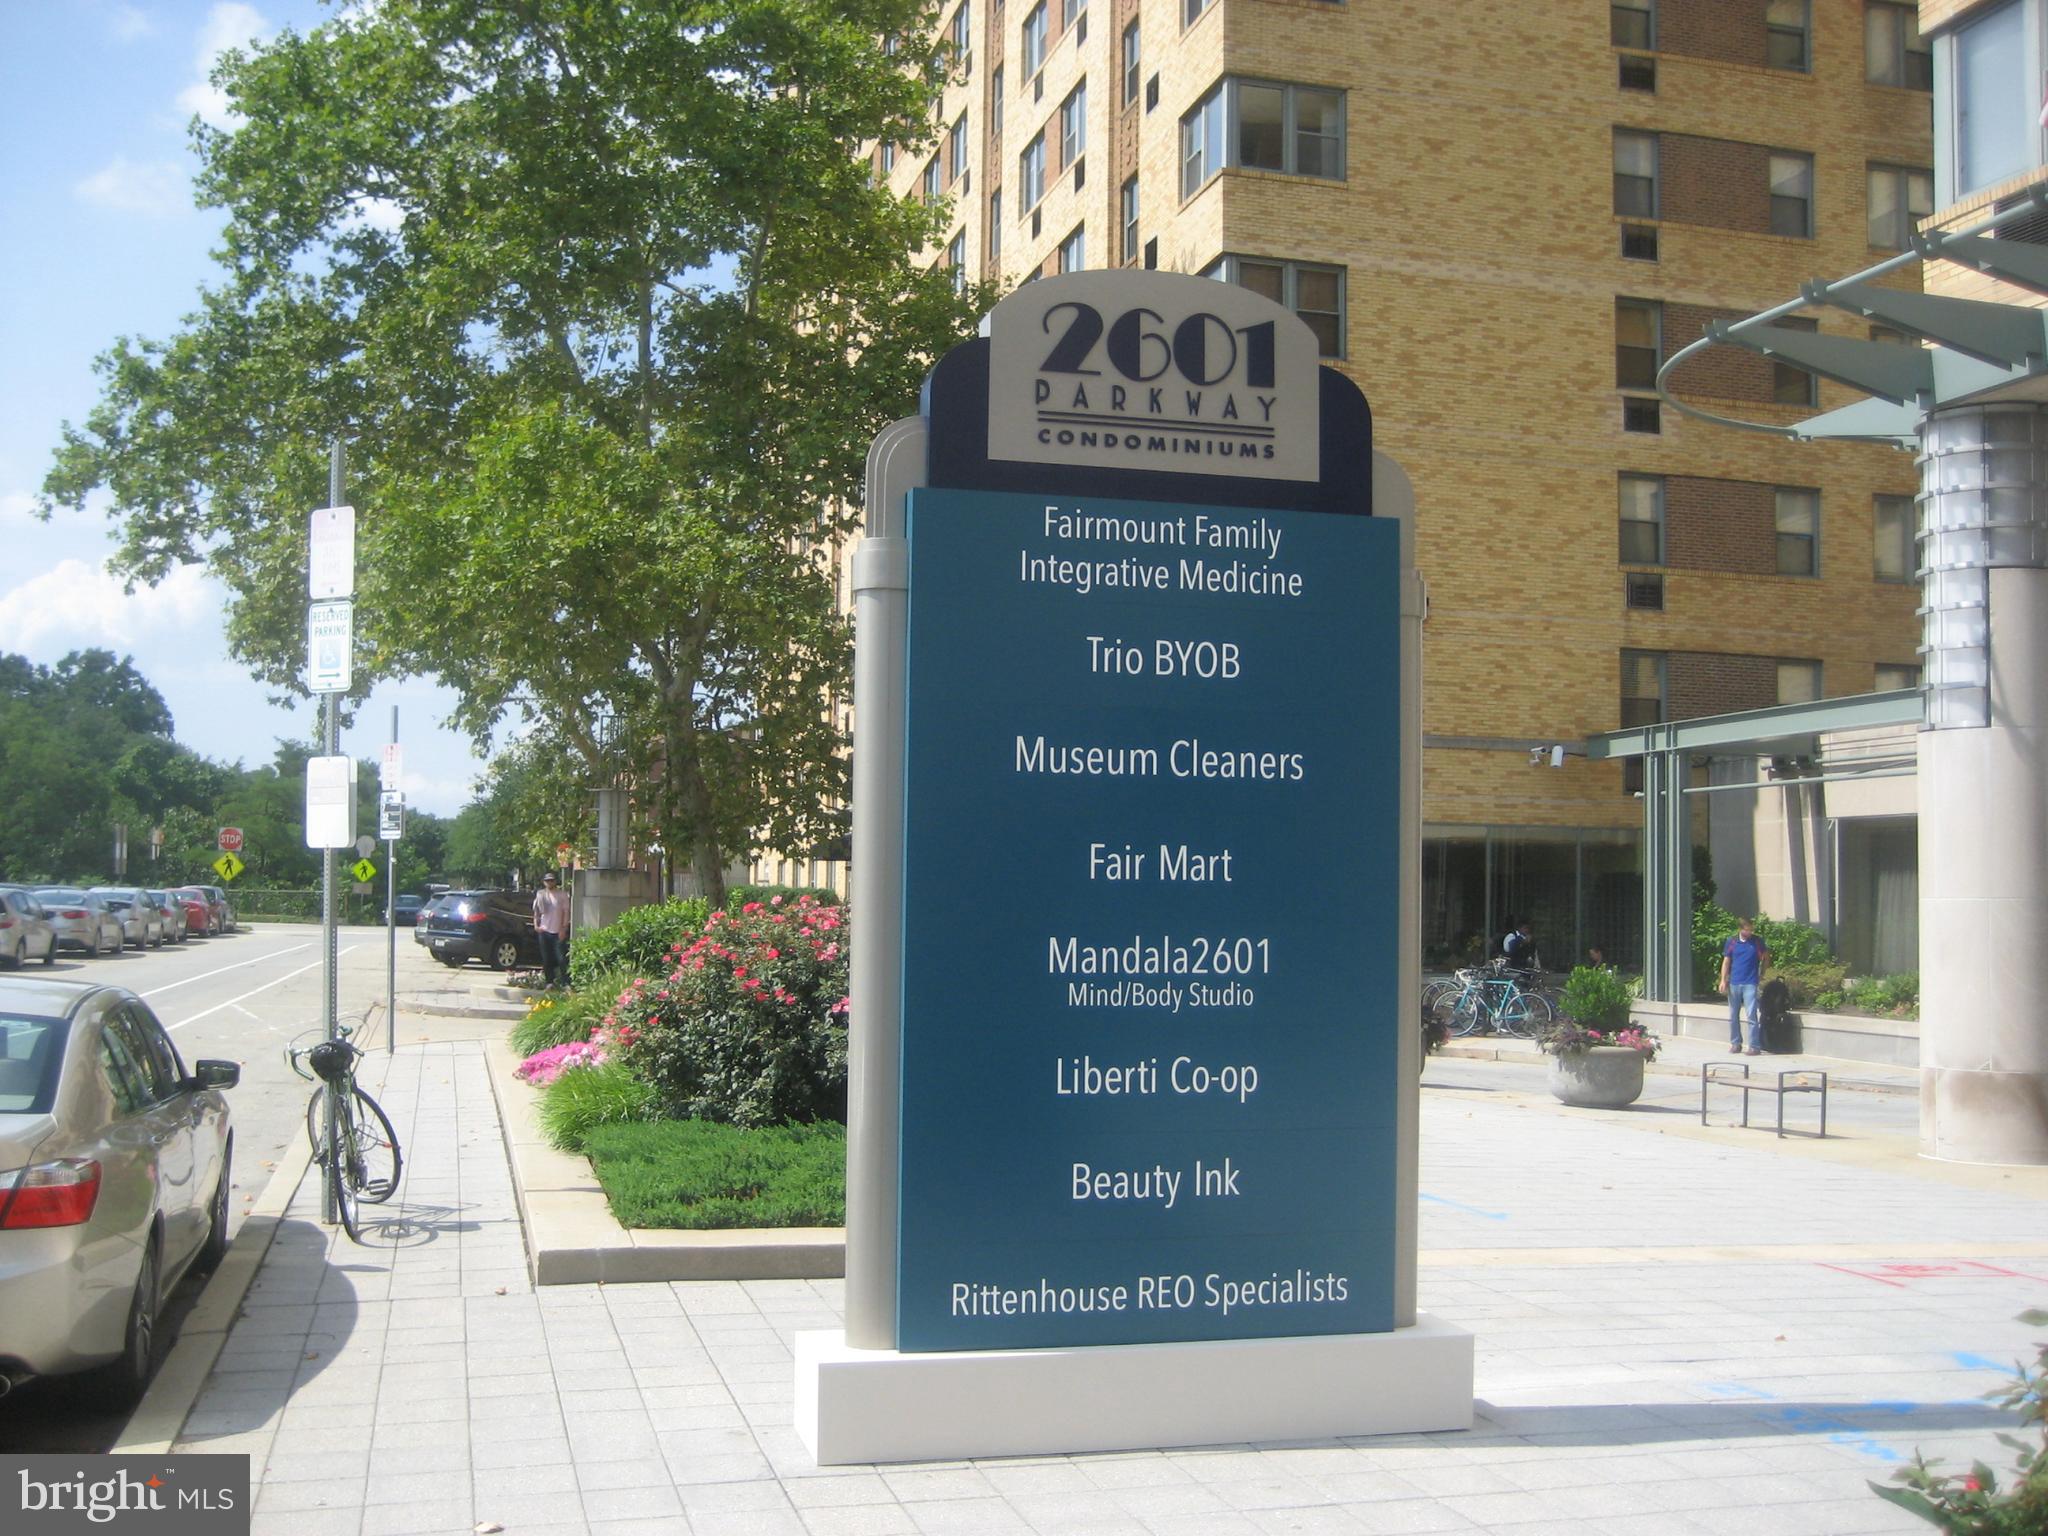 2601
PARKWAY
CONDOMINIUMS
Fairmount Family
Integrative Medicine
Trio BYOB
Museum Cleaners
Fair Mart
Mandala2601
Mind/Body Studio
Liberti Co-op
Beauty Ink
Rittenhouse REO Specialists
RESERVED
PARKING
STOP
bright™ MLS